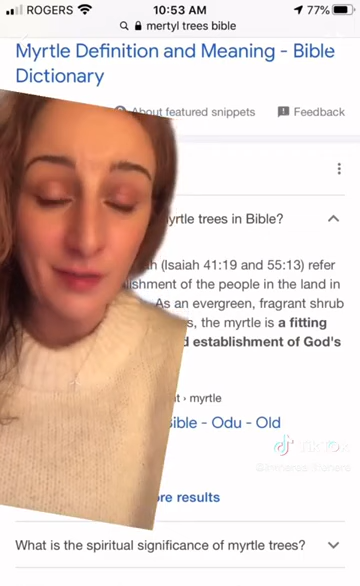 ROGERS 10:53 AM 77%
mertyl trees bible
Myrtle Definition and Meaning - Bible
Dictionary
About featured snippets Feedback
yrtle trees in Bible?
(Isaiah 41:19 and 55:13) refer
lishment of the people in the land in
As an evergreen, fragrant shrub
s, the myrtle is a fitting
d establishment of God's
nt › myrtle
ible - Odu - Old
TikTok
re results
What is the spiritual significance of myrtle trees?